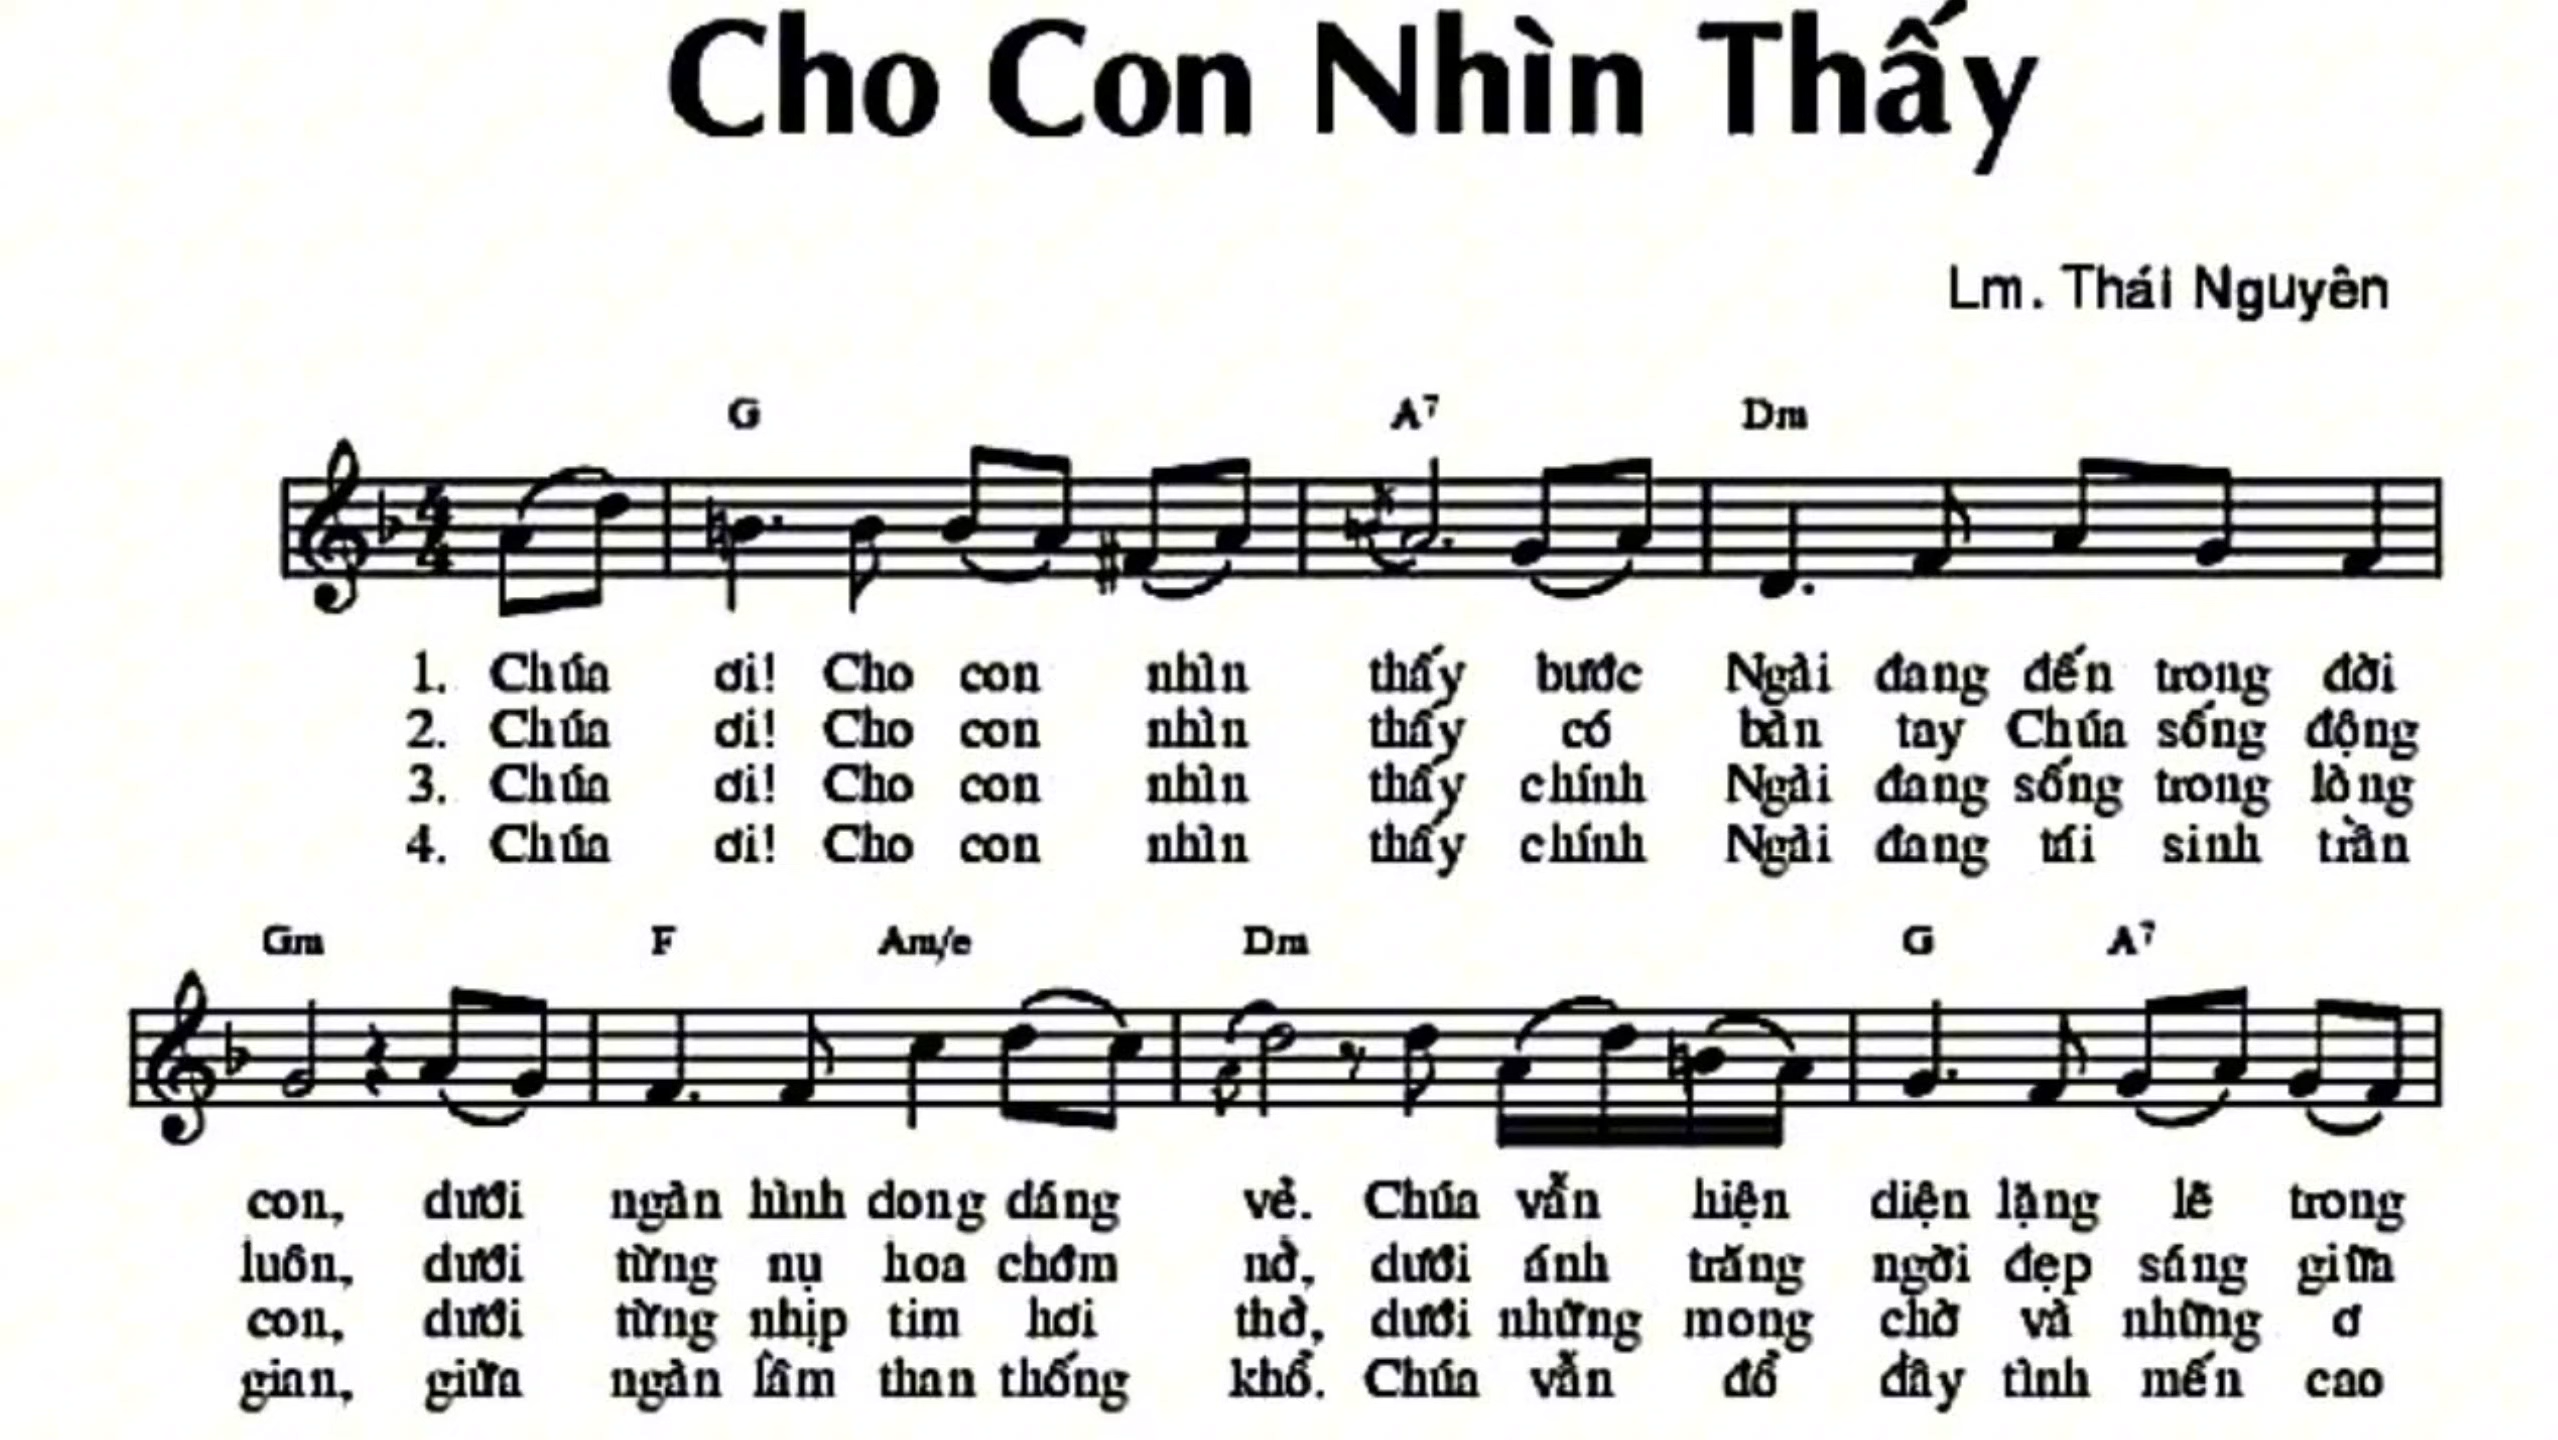 Cho Con Nhìn Thấy
Lm. Thái Nguyên
G A7 Dm
4/4
1. Chúa ơi! Cho con nhìn thấy bước Ngài đang đến trong đời
2. Chúa ơi! Cho con nhìn thấy có bàn tay Chúa sống động
3. Chúa ơi! Cho con nhìn thấy chính Ngài đang sống trong lòng
4. Chúa ơi! Cho con nhìn thấy chính Ngài đang tái sinh trần
Gm F Am/e Dm G A7
con, dưới ngàn hình dong dáng vẻ. Chúa vẫn hiện diện lặng lẽ trong
luôn, dưới từng nụ hoa chớm nở, dưới ánh trăng ngời đẹp sáng giữa
con, dưới từng nhịp tim hơi thở, dưới những mong chờ và những ơ
gian, giữa ngàn lầm than thống khổ. Chúa vẫn đổ đầy tình mến cao